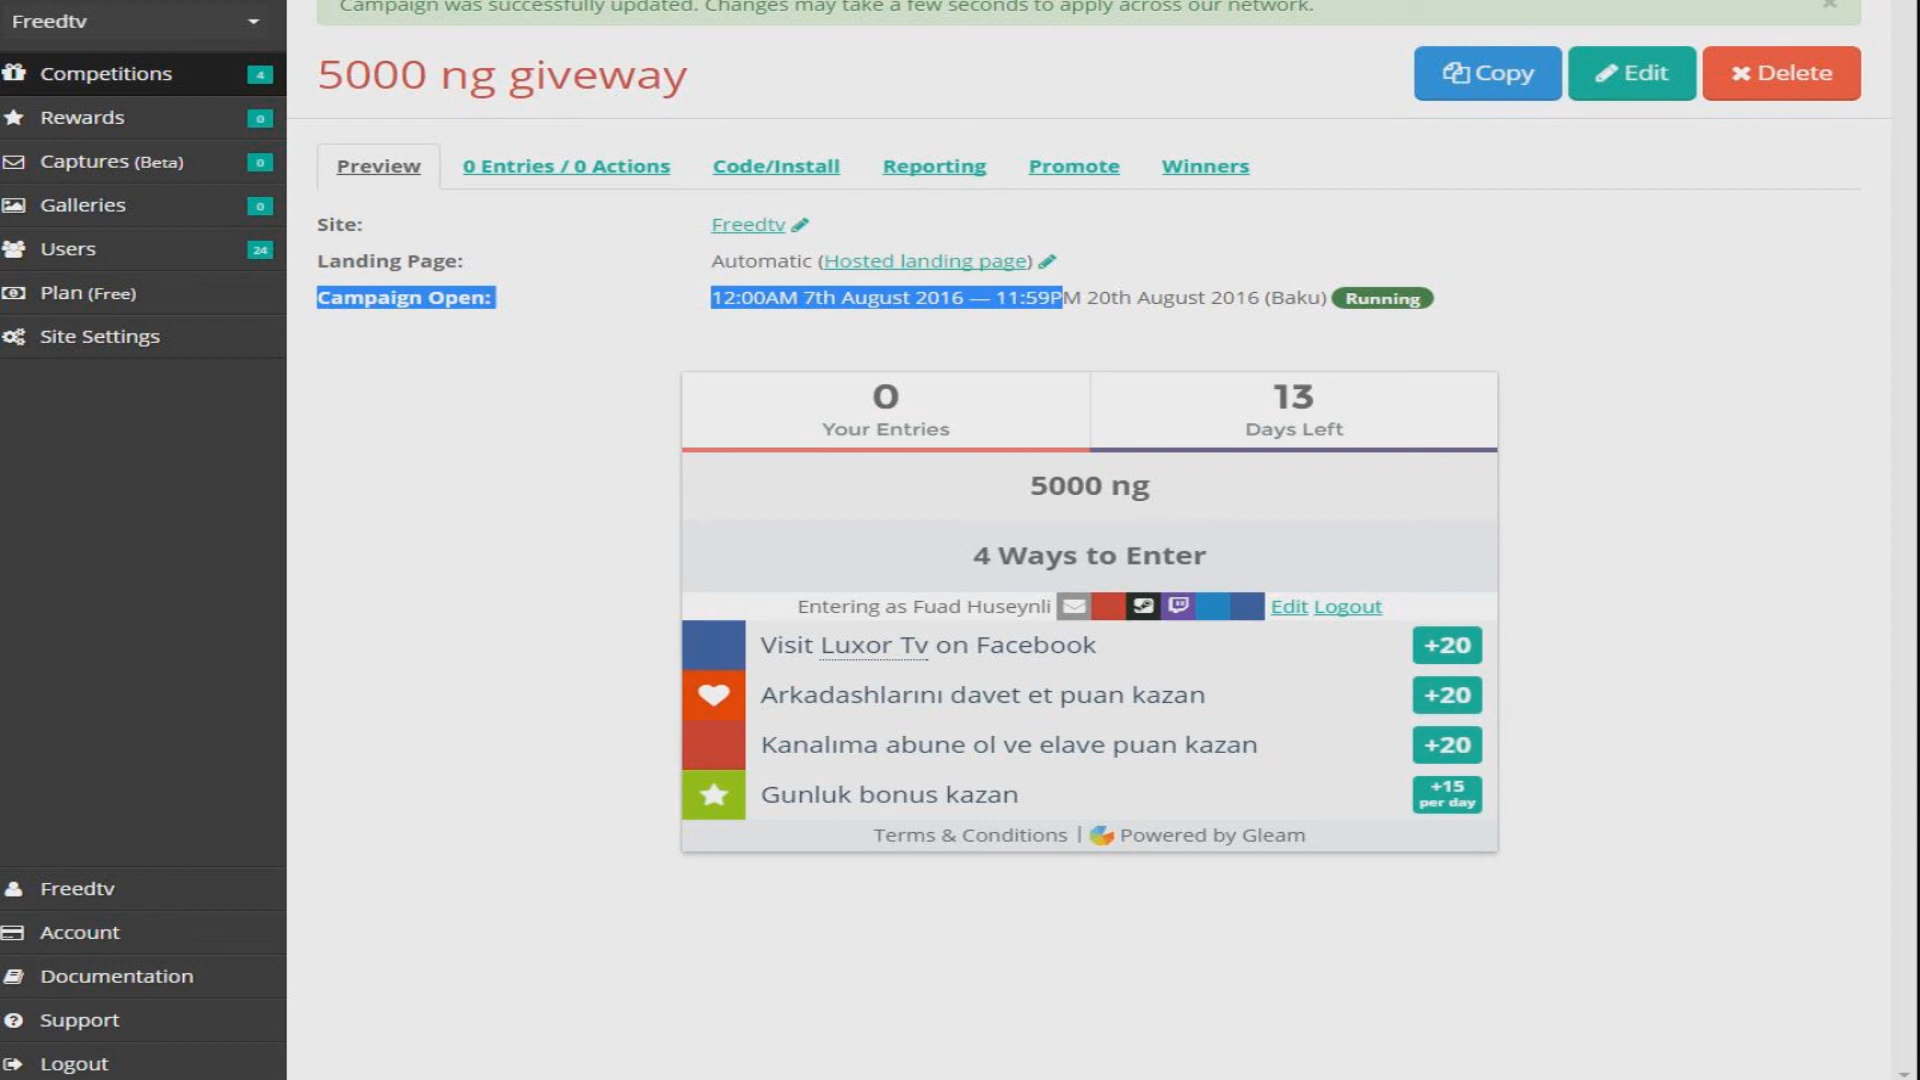 Freedtv
Campaign was successfully updated. Changes may take a few seconds to apply across our network.
×
Competitions 4
Rewards 0
Captures (Beta) 0
Galleries 0
Users 24
Plan (Free)
Site Settings
5000 ng giveway
Copy
Edit
Delete
Preview
0 Entries / 0 Actions
Code/Install
Reporting
Promote
Winners
Site: Freedtv
Landing Page: Automatic (Hosted landing page)
Campaign Open: 12:00AM 7th August 2016 — 11:59PM 20th August 2016 (Baku) Running
0
Your Entries
13
Days Left
5000 ng
4 Ways to Enter
Entering as Fuad Huseynli Edit Logout
Visit Luxor Tv on Facebook +20
Arkadashlarını davet et puan kazan +20
Kanalıma abune ol ve elave puan kazan +20
Gunluk bonus kazan +15 per day
Terms & Conditions | Powered by Gleam
Freedtv
Account
Documentation
Support
Logout